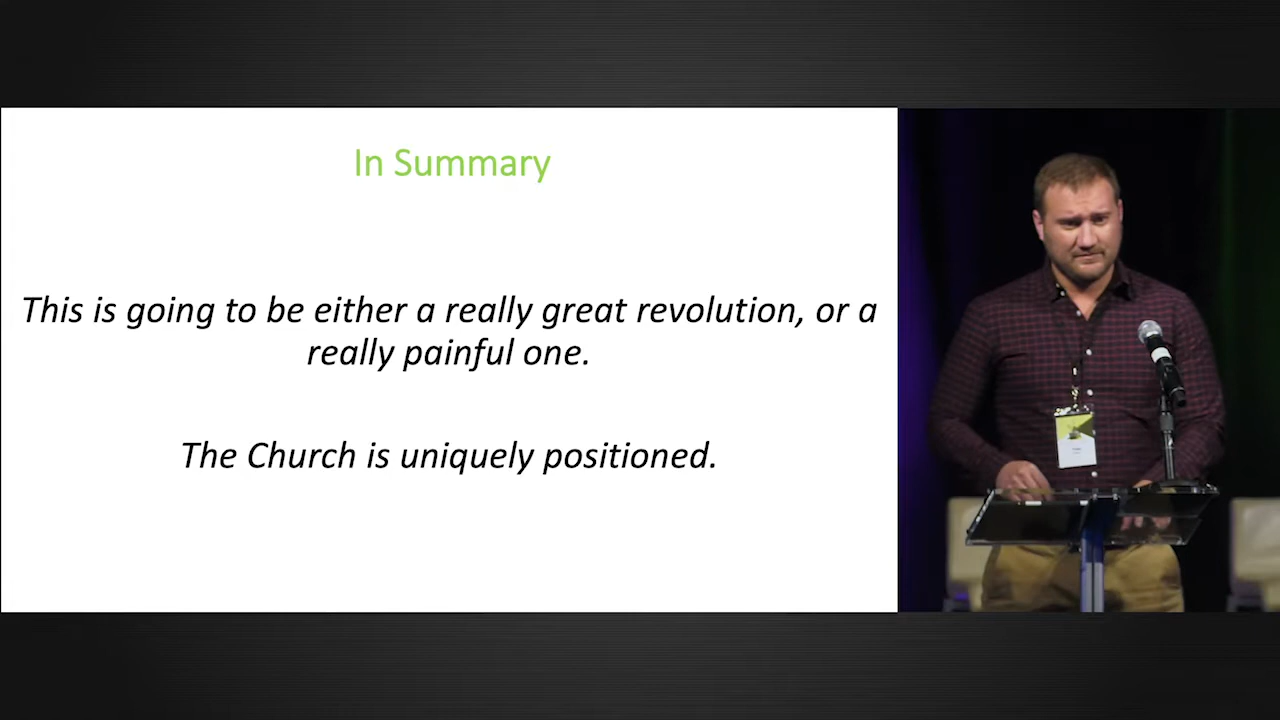 In Summary
This is going to be either a really great revolution, or a
really painful one.
The Church is uniquely positioned.